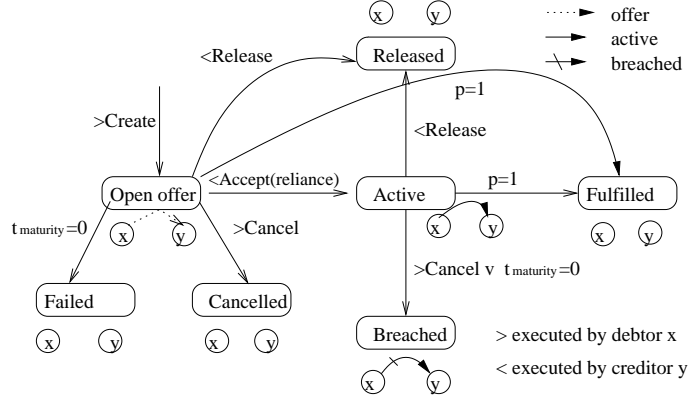 x y
offer
active
breached
<Release
Released
p=1
>Create
<Release
Open offer
<Accept(reliance)
Active
p=1
Fulfilled
t maturity=0
x y
>Cancel
x y
x y
Failed
Cancelled
>Cancel v t maturity=0
x y
x y
Breached
> executed by debtor x
x y
< executed by creditor y